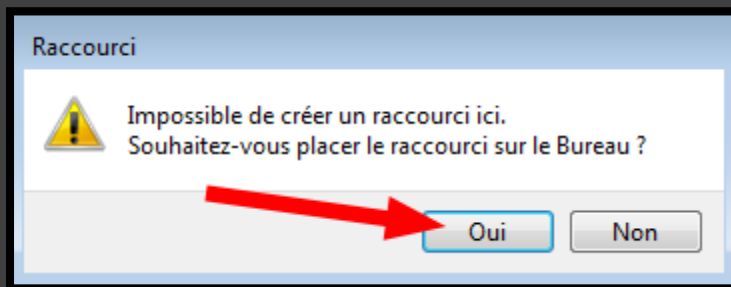 Raccourci
Impossible de créer un raccourci ici.
Souhaitez-vous placer le raccourci sur le Bureau ?
Oui
Non